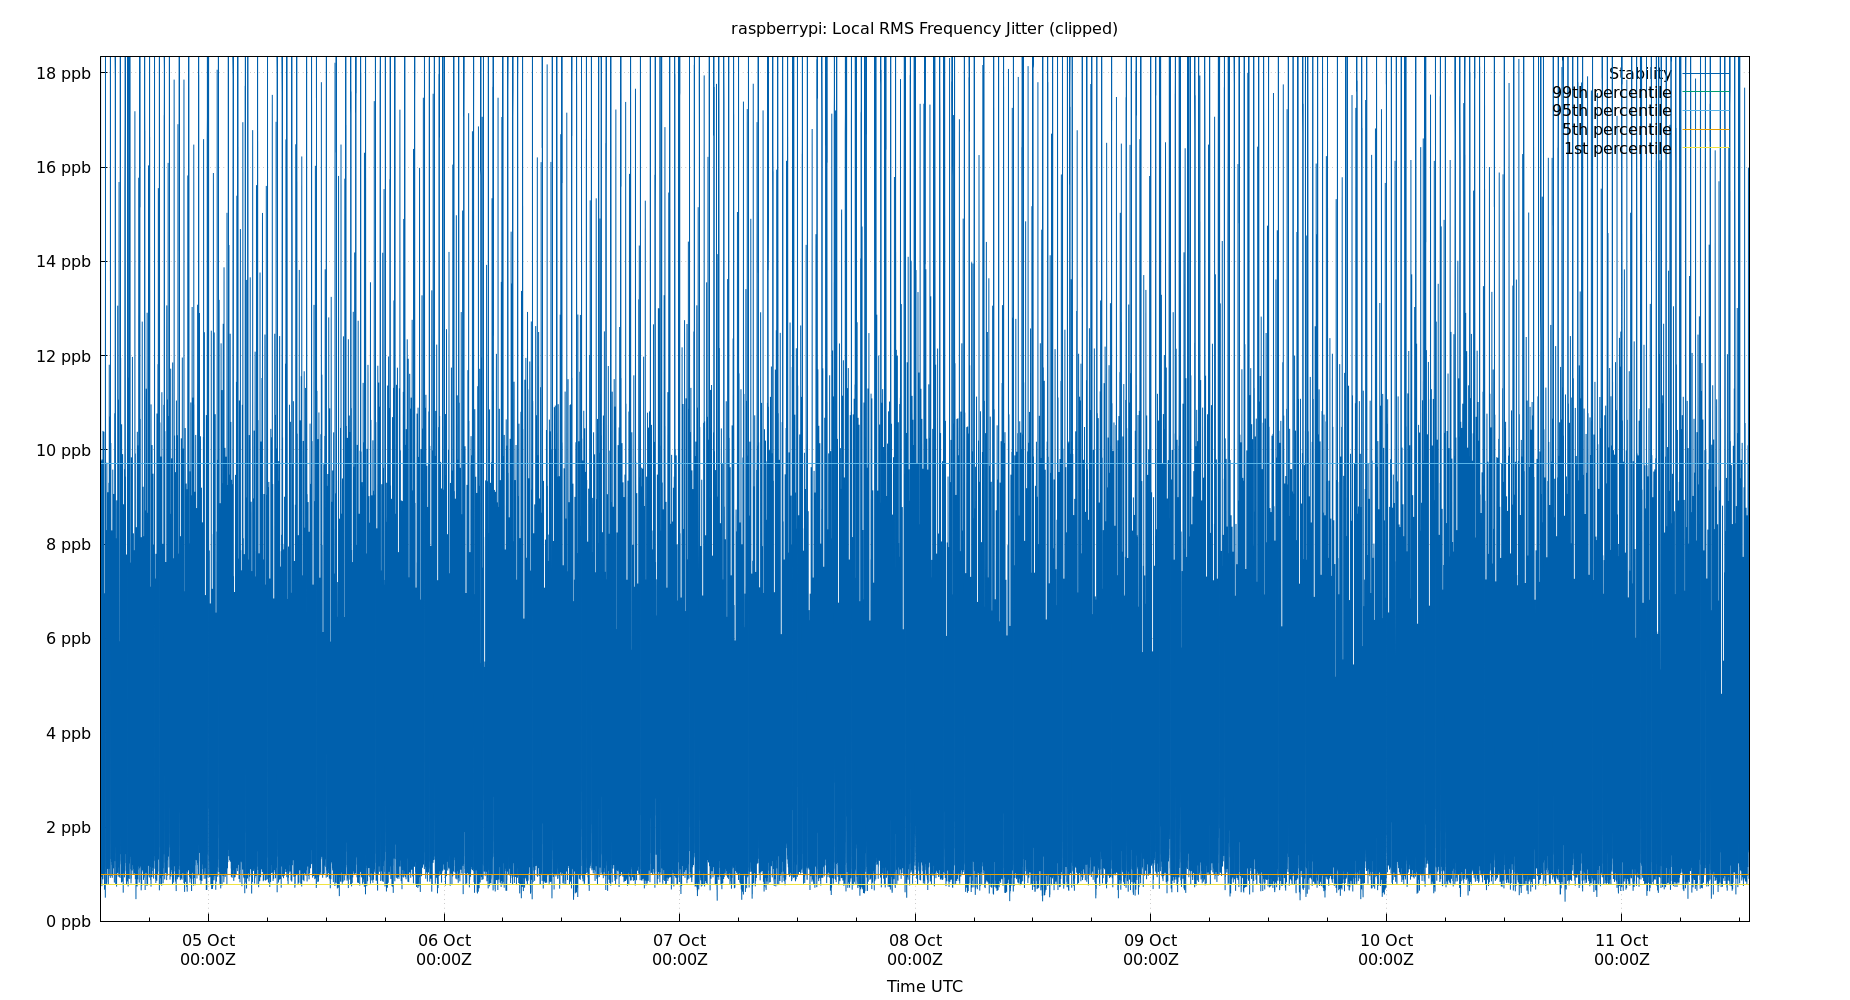 raspberrypi: Local RMS Frequency Jitter (clipped)
18 ppb
16 ppb
14 ppb
12 ppb
10 ppb
8 ppb
6 ppb
4 ppb
2 ppb
0 ppb
Stability
99th percentile
95th percentile
5th percentile
1st percentile
05 Oct 06 Oct 07 Oct 08 Oct 09 Oct 10 Oct 11 Oct
00:00Z 00:00Z 00:00Z 00:00Z 00:00Z 00:00Z 00:00Z
Time UTC